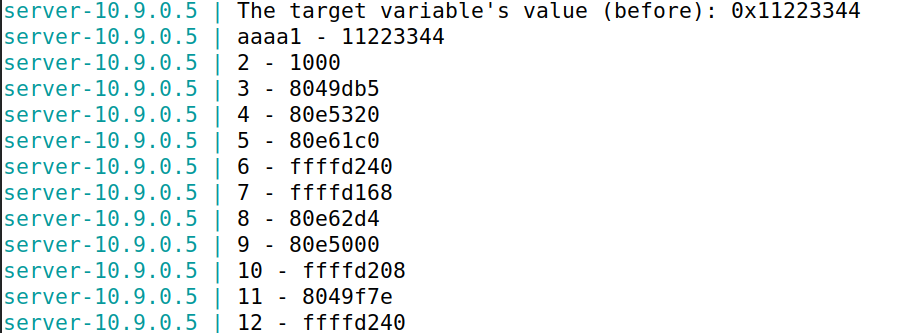 server-10.9.0.5 | The target variable's value (before): 0x11223344
server-10.9.0.5 | aaaa1 - 11223344
server-10.9.0.5 | 2 - 1000
server-10.9.0.5 | 3 - 8049db5
server-10.9.0.5 | 4 - 80e5320
server-10.9.0.5 | 5 - 80e61c0
server-10.9.0.5 | 6 - ffffd240
server-10.9.0.5 | 7 - ffffd168
server-10.9.0.5 | 8 - 80e62d4
server-10.9.0.5 | 9 - 80e5000
server-10.9.0.5 | 10 - ffffd208
server-10.9.0.5 | 11 - 8049f7e
server-10.9.0.5 | 12 - ffffd240